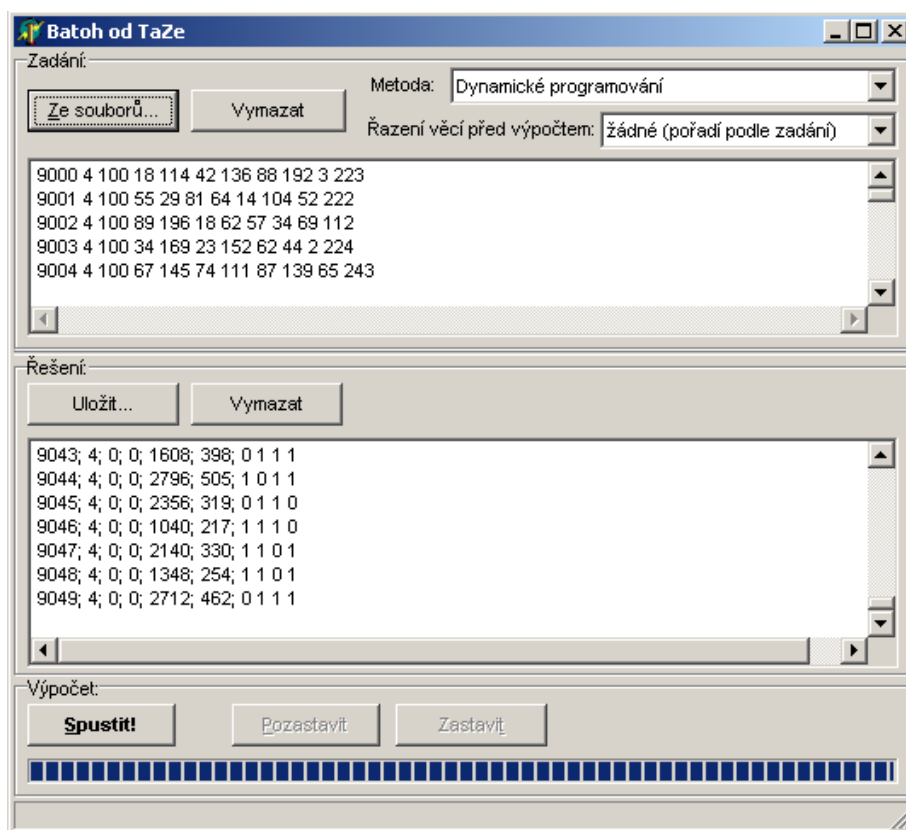 Batoh od TaZe
Zadání:
Ze souborů...
Vymazat
Metoda:
Dynamické programování
Řazení věcí před výpočtem:
žádné (pořadí podle zadání)
9000 4 100 18 114 42 136 88 192 3 223
9001 4 100 55 29 81 64 14 104 52 222
9002 4 100 89 196 18 62 57 34 69 112
9003 4 100 34 169 23 152 62 44 2 224
9004 4 100 67 145 74 111 87 139 65 243
Řešení:
Uložit...
Vymazat
9043; 4; 0; 0; 1608; 398; 0 1 1 1
9044; 4; 0; 0; 2796; 505; 1 0 1 1
9045; 4; 0; 0; 2356; 319; 0 1 1 0
9046; 4; 0; 0; 1040; 217; 1 1 1 0
9047; 4; 0; 0; 2140; 330; 1 1 0 1
9048; 4; 0; 0; 1348; 254; 1 1 0 1
9049; 4; 0; 0; 2712; 462; 0 1 1 1
Výpočet:
Spustit!
Pozastavit
Zastavit